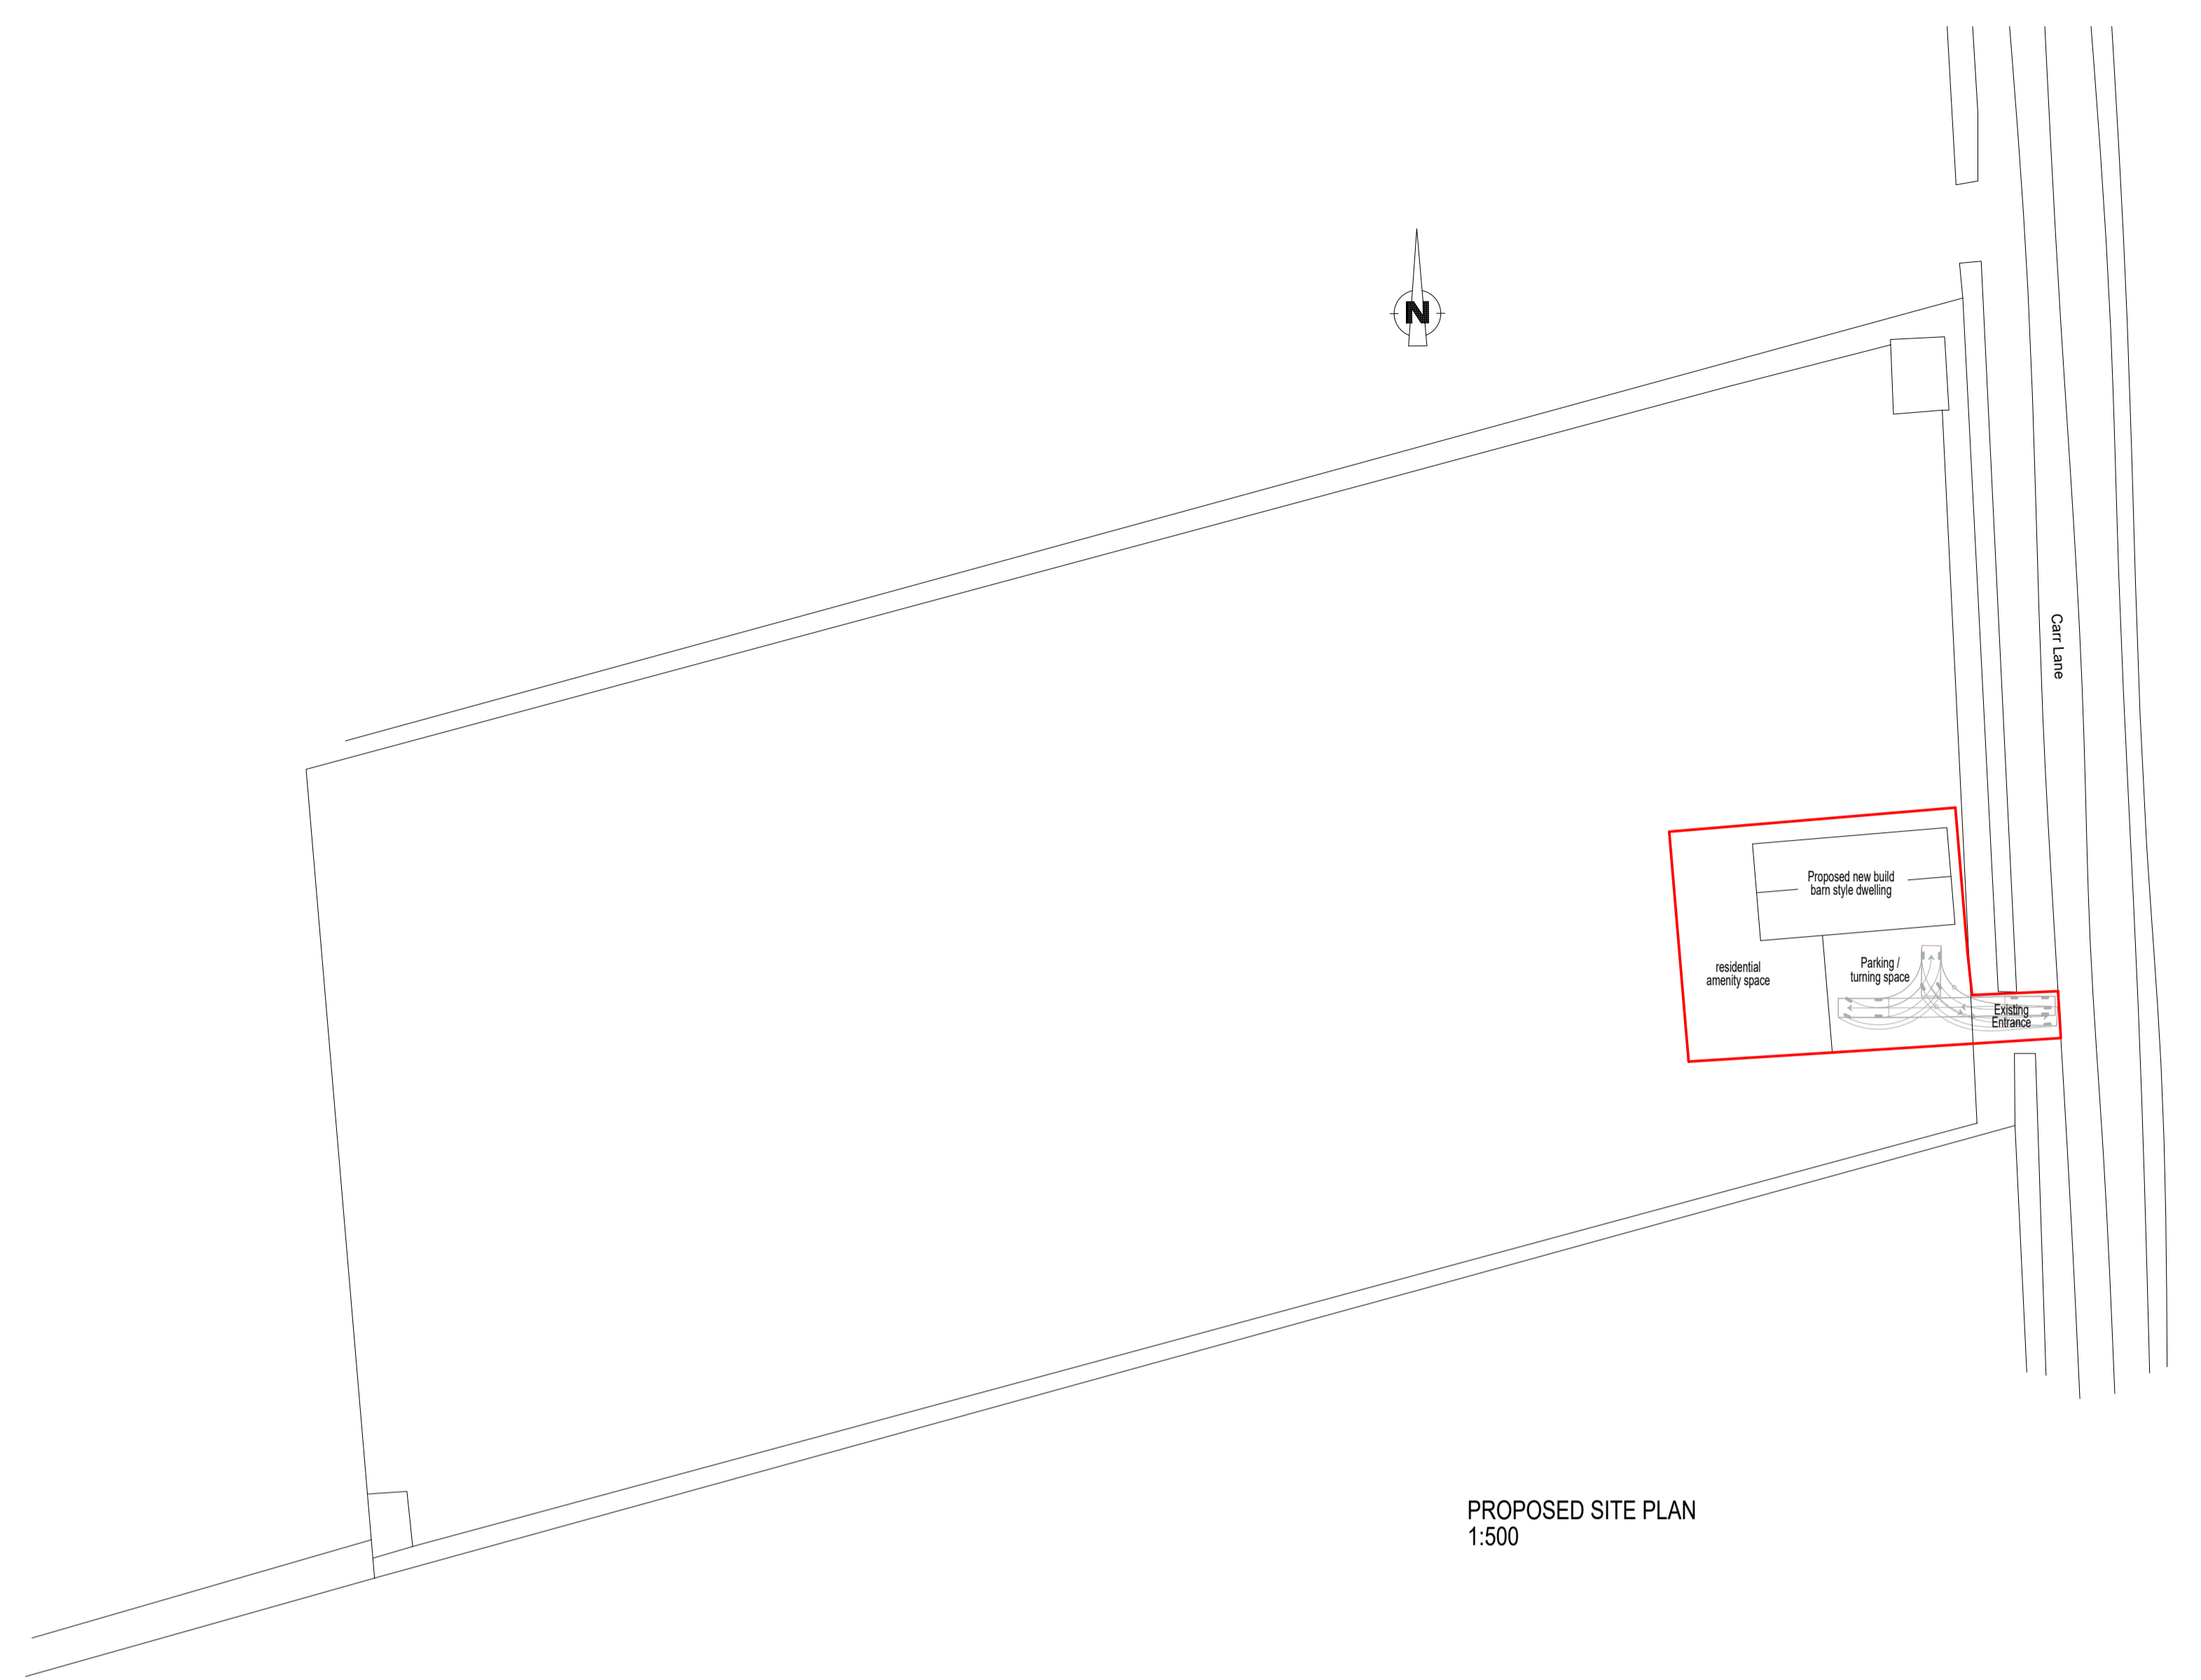 N
Carr Lane
Proposed new build
barn style dwelling
residential
amenity space
Parking /
turning space
Existing
Entrance
PROPOSED SITE PLAN
1:500